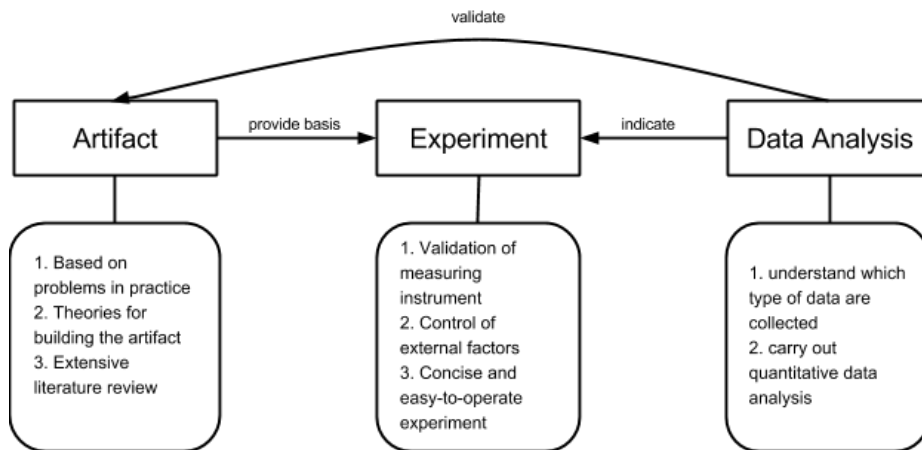 validate
Artifact
provide basis
Experiment
indicate
Data Analysis
1. Based on
problems in practice
2. Theories for
building the artifact
3. Extensive
literature review
1. Validation of
measuring
instrument
2. Control of
external factors
3. Concise and
easy-to-operate
experiment
1. understand which
type of data are
collected
2. carry out
quantitative data
analysis